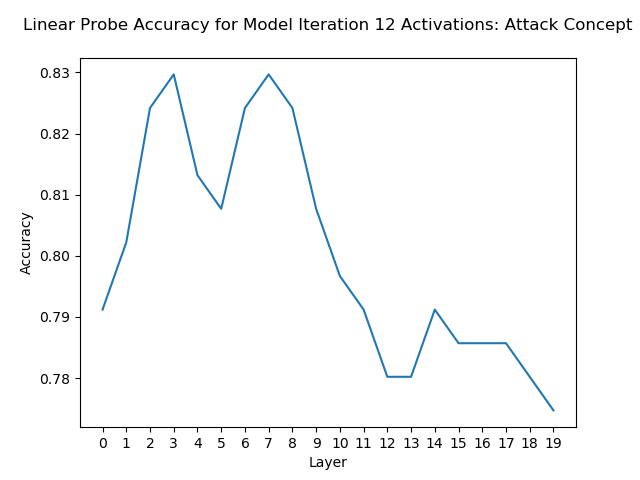 Linear Probe Accuracy for Model Iteration 12 Activations: Attack Concept
0.83
0.82
0.81
0.80
0.79
0.78
Accuracy
0 1 2 3 4 5 6 7 8 9 10 11 12 13 14 15 16 17 18 19
Layer